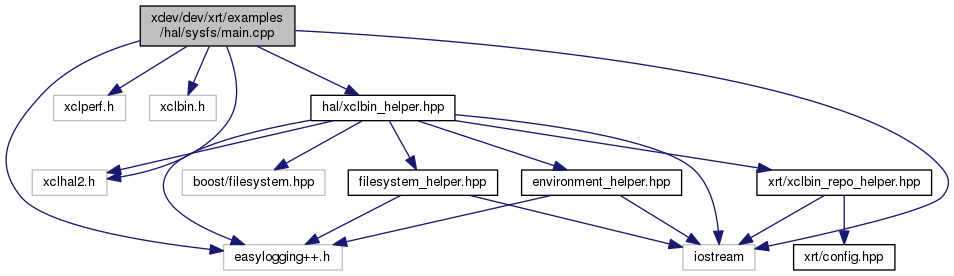 xdev/dev/xrt/examples
/hal/sysfs/main.cpp
xclperf.h
xclbin.h
hal/xclbin_helper.hpp
xclhal2.h
boost/filesystem.hpp
filesystem_helper.hpp
environment_helper.hpp
xrt/xclbin_repo_helper.hpp
easylogging++.h
iostream
xrt/config.hpp